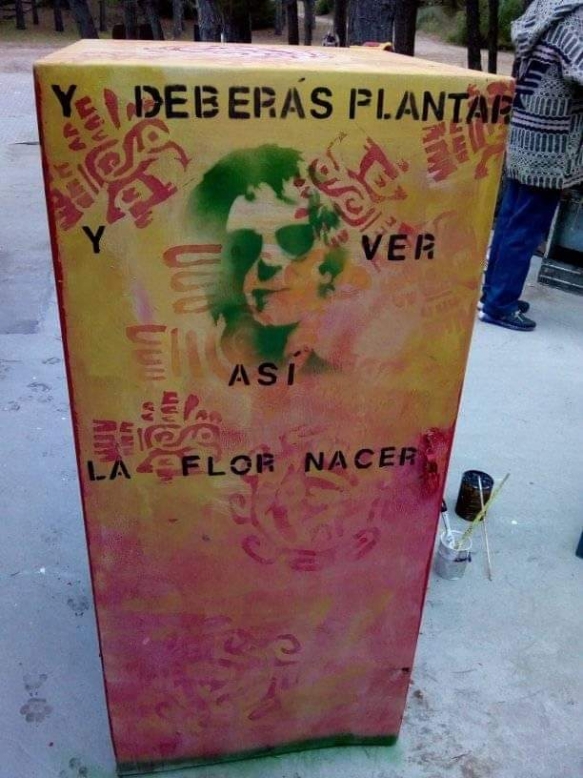 Y DEBERÁS PLANTAR
Y VER
ASÍ
LA FLOR NACER